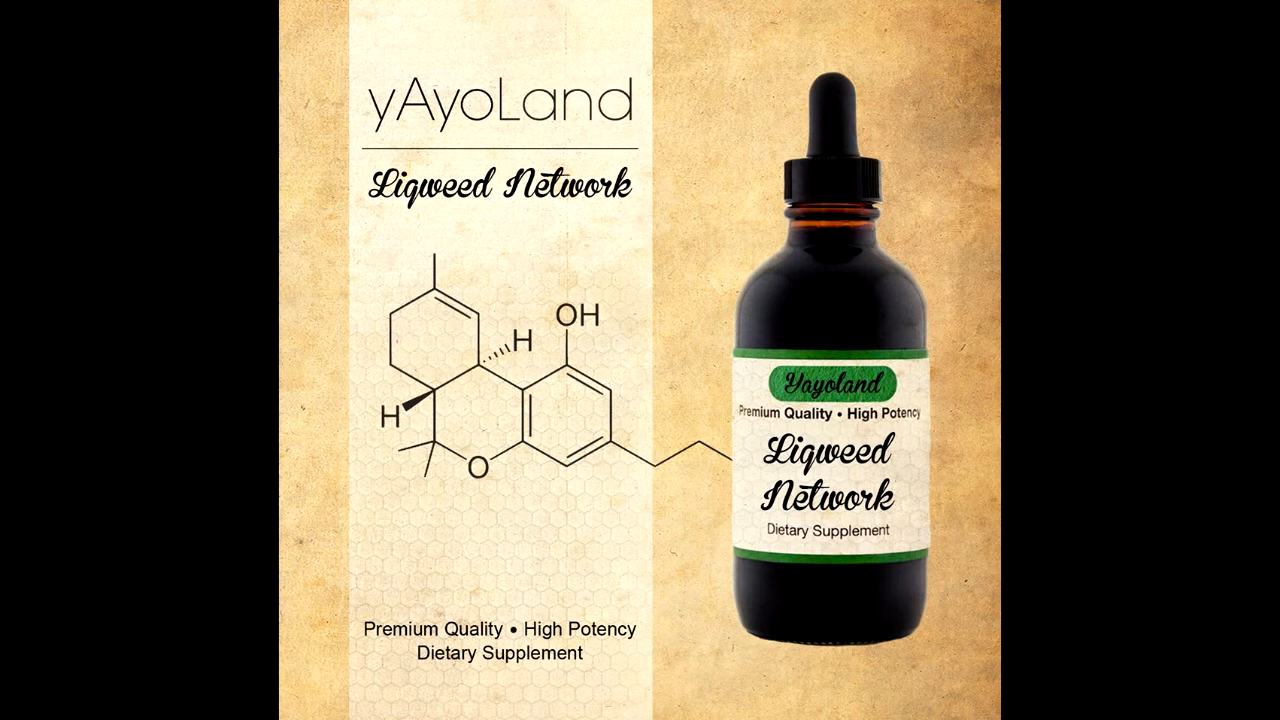 yAyoLand
Liqweed Network
OH
H
H
O
Premium Quality • High Potency
Dietary Supplement
Yayoland
Premium Quality • High Potency
Liqweed
Network
Dietary Supplement